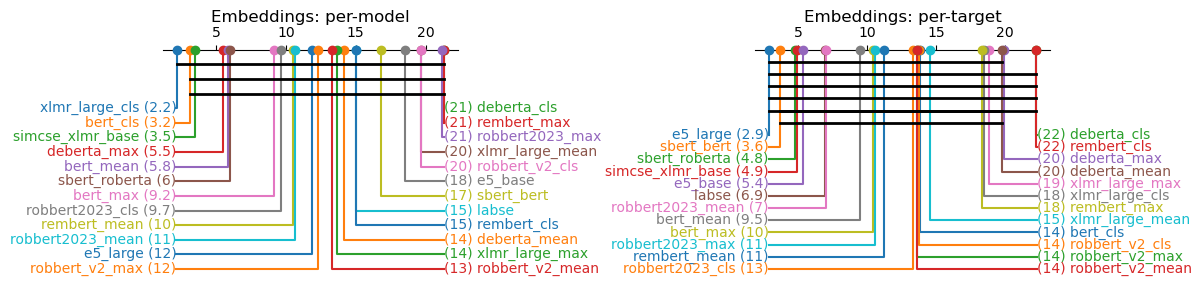 Embeddings: per-model
5 10 15 20
xlmr_large_cls (2.2)
bert_cls (3.2)
simcse_xlmr_base (3.5)
deberta_max (5.5)
bert_mean (5.8)
sbert_roberta (6)
bert_max (9.2)
robbert2023_cls (9.7)
rembert_mean (10)
robbert2023_mean (11)
e5_large (12)
robbert_v2_max (12)
(21) deberta_cls
(21) rembert_max
(21) robbert2023_max
(20) xlmr_large_mean
(20) robbert_v2_cls
(18) e5_base
(17) sbert_bert
(15) labse
(15) rembert_cls
(14) deberta_mean
(14) xlmr_large_max
(13) robbert_v2_mean
Embeddings: per-target
5 10 15 20
e5_large (2.9)
sbert_bert (3.6)
sbert_roberta (4.8)
simcse_xlmr_base (4.9)
e5_base (5.4)
labse (6.9)
robbert2023_mean (7)
bert_mean (9.5)
bert_max (10)
robbert2023_max (11)
rembert_mean (11)
robbert2023_cls (13)
(22) deberta_cls
(22) rembert_cls
(20) deberta_max
(20) deberta_mean
(19) xlmr_large_max
(18) xlmr_large_cls
(18) rembert_max
(15) xlmr_large_mean
(14) bert_cls
(14) robbert_v2_cls
(14) robbert_v2_max
(14) robbert_v2_mean